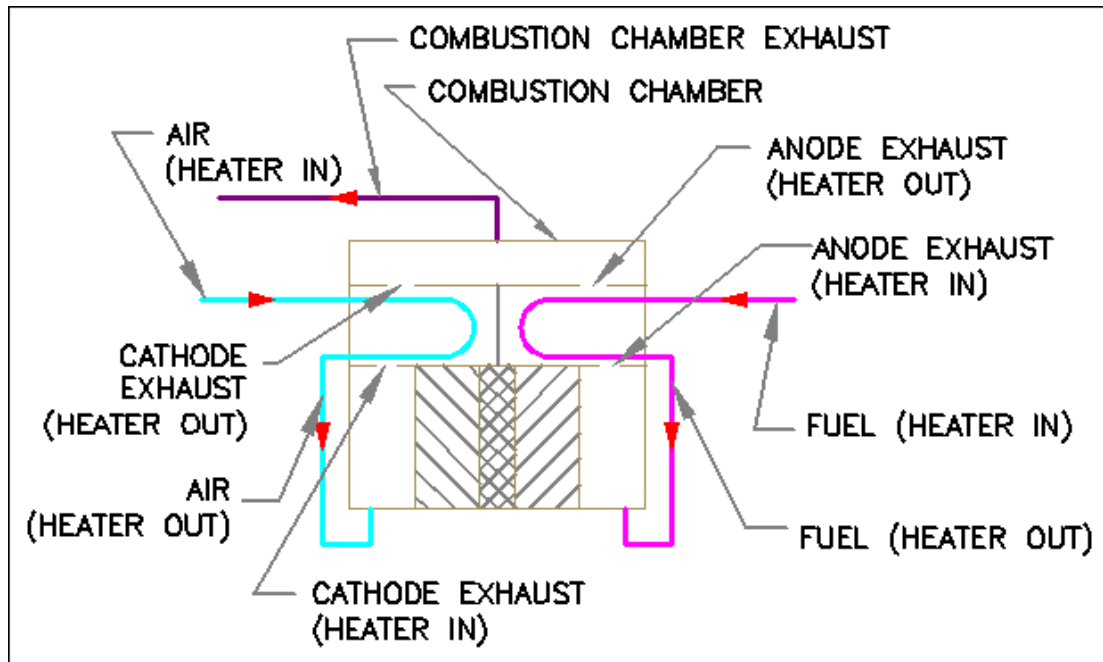 COMBUSTION CHAMBER EXHAUST
COMBUSTION CHAMBER
AIR
(HEATER IN)
ANODE EXHAUST
(HEATER OUT)
ANODE EXHAUST
(HEATER IN)
CATHODE
EXHAUST
(HEATER OUT)
FUEL (HEATER IN)
AIR
(HEATER OUT)
FUEL (HEATER OUT)
CATHODE EXHAUST
(HEATER IN)